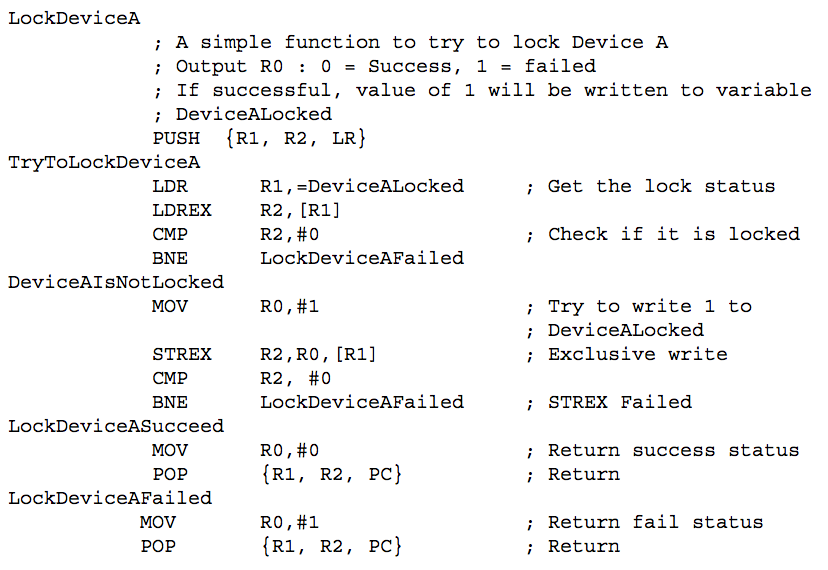 LockDeviceA
; A simple function to try to lock Device A
; Output R0 : 0 = Success, 1 = failed
; If successful, value of 1 will be written to variable
; DeviceALocked
PUSH {R1, R2, LR}
TryToLockDeviceA
LDR R1,=DeviceALocked ; Get the lock status
LDREX R2,[R1]
CMP R2,#0 ; Check if it is locked
BNE LockDeviceAFailed
DeviceAIsNotLocked
MOV R0,#1 ; Try to write 1 to
; DeviceALocked
STREX R2,R0,[R1] ; Exclusive write
CMP R2, #0
BNE LockDeviceAFailed ; STREX Failed
LockDeviceASucceed
MOV R0,#0 ; Return success status
POP {R1, R2, PC} ; Return
LockDeviceAFailed
MOV R0,#1 ; Return fail status
POP {R1, R2, PC} ; Return